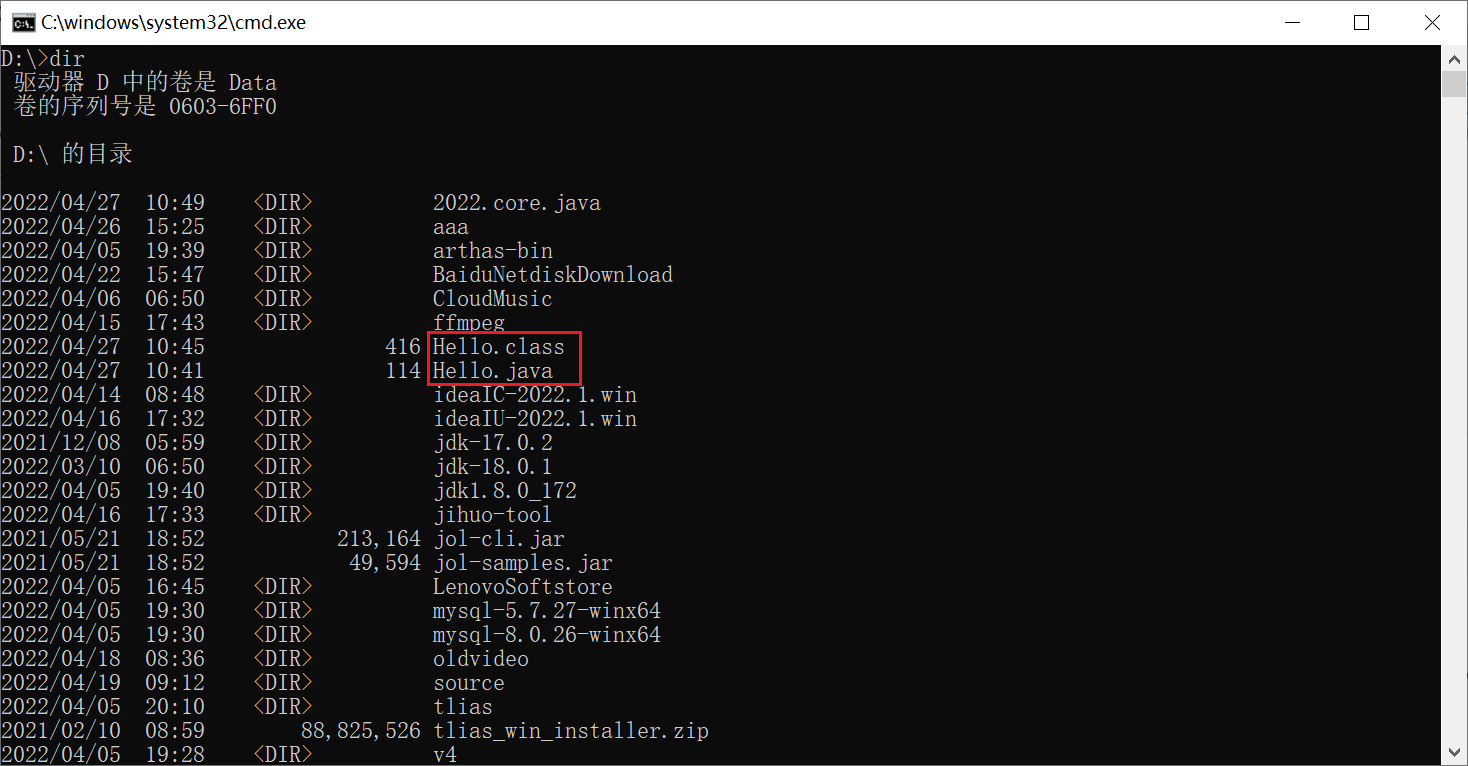 C:\windows\system32\cmd.exe
D:\>dir
驱动器 D 中的卷是 Data
卷的序列号是 0603-6FF0
D:\ 的目录
2022/04/27  10:49    <DIR>          2022.core.java
2022/04/26  15:25    <DIR>          aaa
2022/04/05  19:39    <DIR>          arthas-bin
2022/04/22  15:47    <DIR>          BaiduNetdiskDownload
2022/04/06  06:50    <DIR>          CloudMusic
2022/04/15  17:43    <DIR>          ffmpeg
2022/04/27  10:45               416 Hello.class
2022/04/27  10:41               114 Hello.java
2022/04/14  08:48    <DIR>          ideaIC-2022.1.win
2022/04/16  17:32    <DIR>          ideaIU-2022.1.win
2021/12/08  05:59    <DIR>          jdk-17.0.2
2022/03/10  06:50    <DIR>          jdk-18.0.1
2022/04/05  19:40    <DIR>          jdk1.8.0_172
2022/04/16  17:33    <DIR>          jihuo-tool
2021/05/21  18:52           213,164 jol-cli.jar
2021/05/21  18:52            49,594 jol-samples.jar
2022/04/05  16:45    <DIR>          LenovoSoftstore
2022/04/05  19:30    <DIR>          mysql-5.7.27-winx64
2022/04/05  19:30    <DIR>          mysql-8.0.26-winx64
2022/04/18  08:36    <DIR>          oldvideo
2022/04/19  09:12    <DIR>          source
2022/04/05  20:10    <DIR>          tlias
2021/02/10  08:59        88,825,526 tlias_win_installer.zip
2022/04/05  19:28    <DIR>          v4